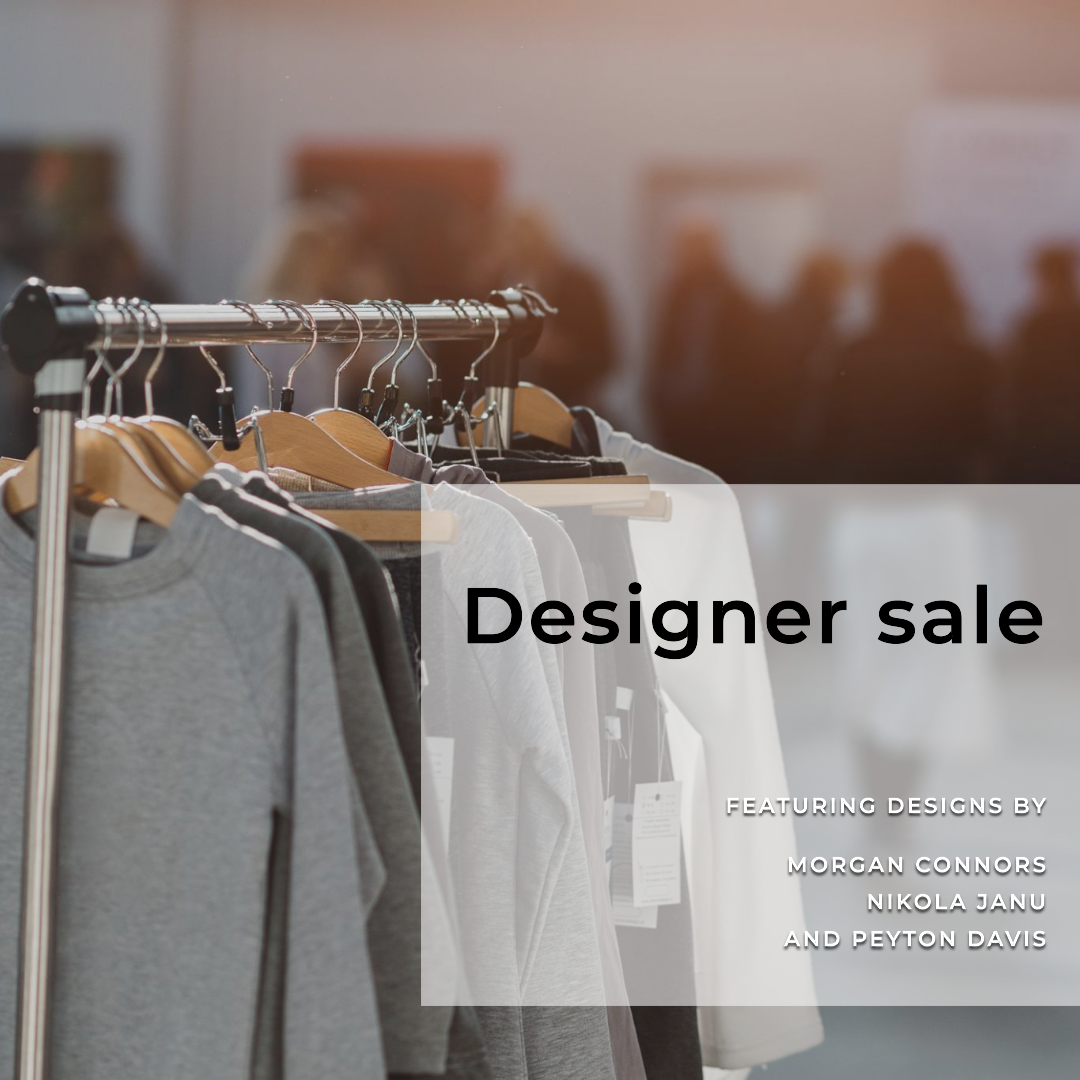 Designer sale
FEATURING DESIGNS BY
MORGAN CONNORS
NIKOLA JANU
AND PEYTON DAVIS